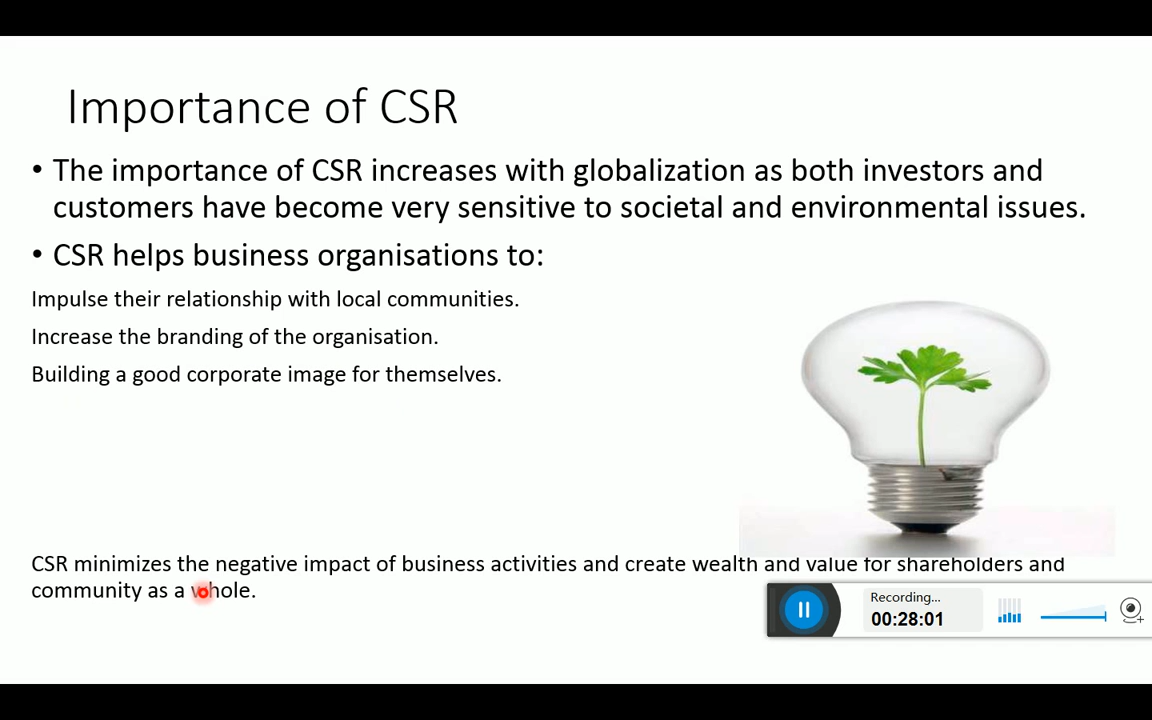 Importance of CSR
• The importance of CSR increases with globalization as both investors and
customers have become very sensitive to societal and environmental issues.
• CSR helps business organisations to:
Impulse their relationship with local communities.
Increase the branding of the organisation.
Building a good corporate image for themselves.
CSR minimizes the negative impact of business activities and create wealth and value for shareholders and
community as a whole.
Recording...
00:28:01